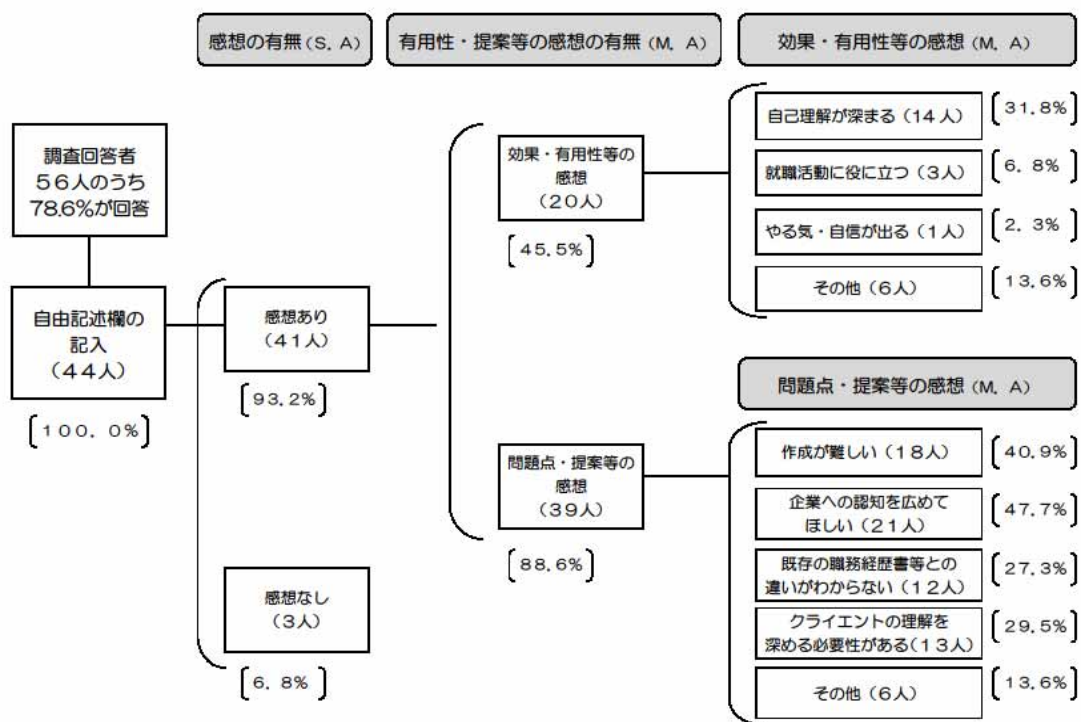 感想の有無(S. A)
有用性・提案等の感想の有無(M. A)
効果・有用性等の感想(M. A)
調査回答者
56人のうち
78.6%が回答
自由記述欄の
記入
(44人)
[100. 0%]
感想あり
(41人)
[93.2%]
感想なし
(3人)
[6. 8%]
効果・有用性等の
感想
(20人)
[45.5%]
問題点・提案等の
感想
(39人)
[88.6%]
自己理解が深まる(14人)
[31.8%]
就職活動に役に立つ(3人)
[6. 8%]
やる気・自信が出る(1人)
[2. 3%]
その他(6人)
[13.6%]
問題点・提案等の感想(M. A)
作成が難しい(18人)
[40.9%]
企業への認知を広めて
ほしい(21人)
[47.7%]
既存の職務経歴書等との
違いがわからない(12人)
[27.3%]
クライエントの理解を
深める必要性がある(13人)
[29.5%]
その他(6人)
[13.6%]